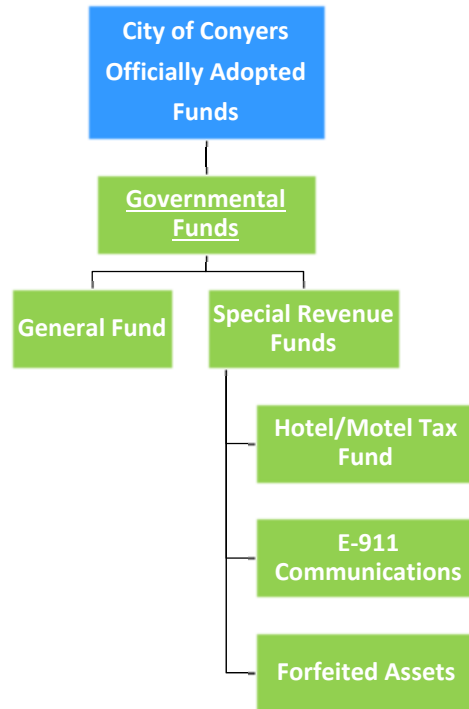 City of Conyers
Officially Adopted
Funds
Governmental
Funds
General Fund
Special Revenue
Funds
Hotel/Motel Tax
Fund
E-911
Communications
Forfeited Assets